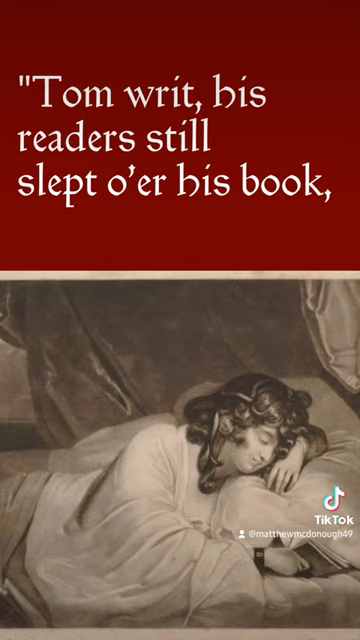 "Tom writ, his
readers still
slept o'er his book,
TikTok
@matthewmcdonough49